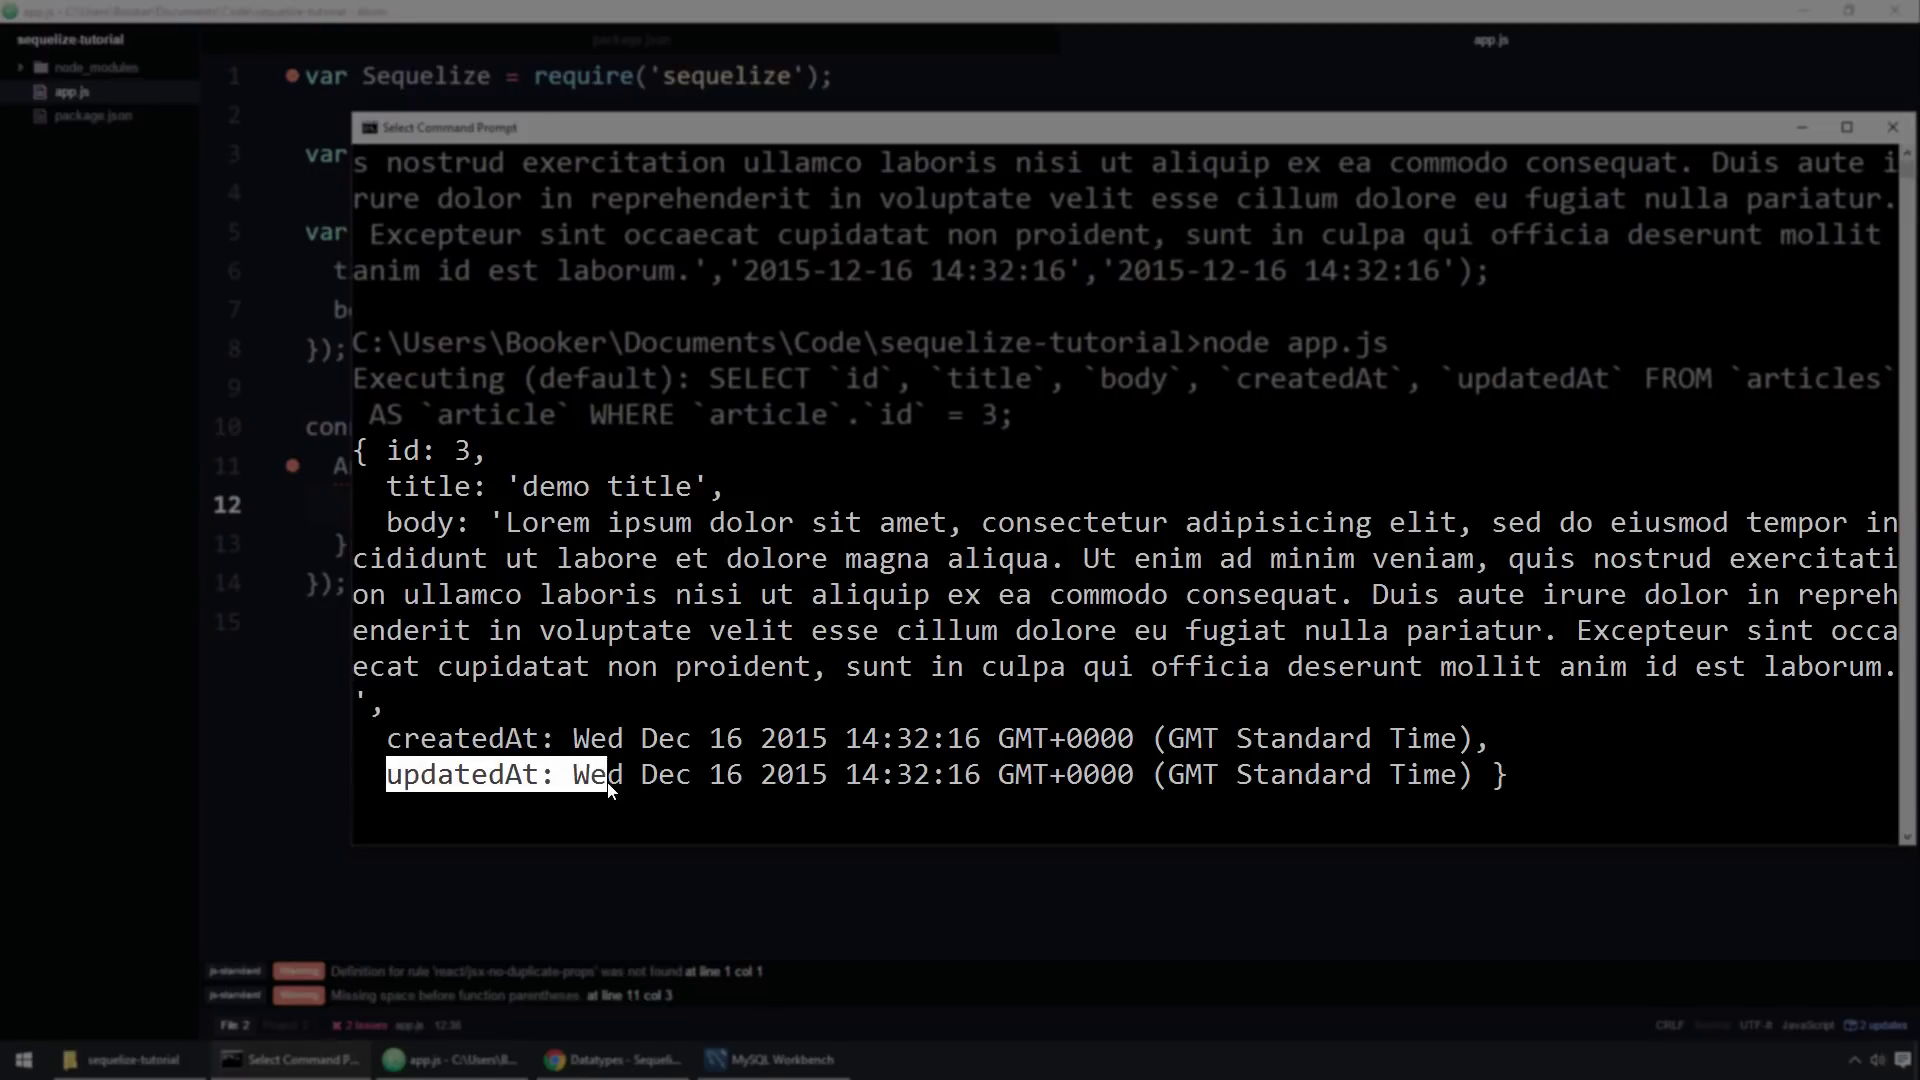 app.js - C:\Users\Booker\Documents\Code\sequelize-tutorial - Atom
sequelize-tutorial
package.json
app.js
node_modules
app.js
package.json
1 var Sequelize = require('sequelize');
2
3 var
4
5 var
6 t
7 b
8 });
9
10 con
11 A
12
13 }
14 });
15
Select Command Prompt
s nostrud exercitation ullamco laboris nisi ut aliquip ex ea commodo consequat. Duis aute i
rure dolor in reprehenderit in voluptate velit esse cillum dolore eu fugiat nulla pariatur.
Excepteur sint occaecat cupidatat non proident, sunt in culpa qui officia deserunt mollit
anim id est laborum.','2015-12-16 14:32:16','2015-12-16 14:32:16');
C:\Users\Booker\Documents\Code\sequelize-tutorial>node app.js
Executing (default): SELECT `id`, `title`, `body`, `createdAt`, `updatedAt` FROM `articles`
AS `article` WHERE `article`.`id` = 3;
{ id: 3,
title: 'demo title',
body: 'Lorem ipsum dolor sit amet, consectetur adipisicing elit, sed do eiusmod tempor in
cididunt ut labore et dolore magna aliqua. Ut enim ad minim veniam, quis nostrud exercitati
on ullamco laboris nisi ut aliquip ex ea commodo consequat. Duis aute irure dolor in repreh
enderit in voluptate velit esse cillum dolore eu fugiat nulla pariatur. Excepteur sint occa
ecat cupidatat non proident, sunt in culpa qui officia deserunt mollit anim id est laborum.
',
createdAt: Wed Dec 16 2015 14:32:16 GMT+0000 (GMT Standard Time),
updatedAt: Wed Dec 16 2015 14:32:16 GMT+0000 (GMT Standard Time) }
js-standard Warning Definition for rule 'react/jsx-no-duplicate-props' was not found at line 1 col 1
js-standard Warning Missing space before function parentheses. at line 11 col 3
File 2 2 Issues app.js 12:36 CRLF UTF-8 JavaScript 2 updates
sequelize-tutorial Select Command P... app.js - C:\Users\B... Datatypes - Sequeli... MySQL Workbench